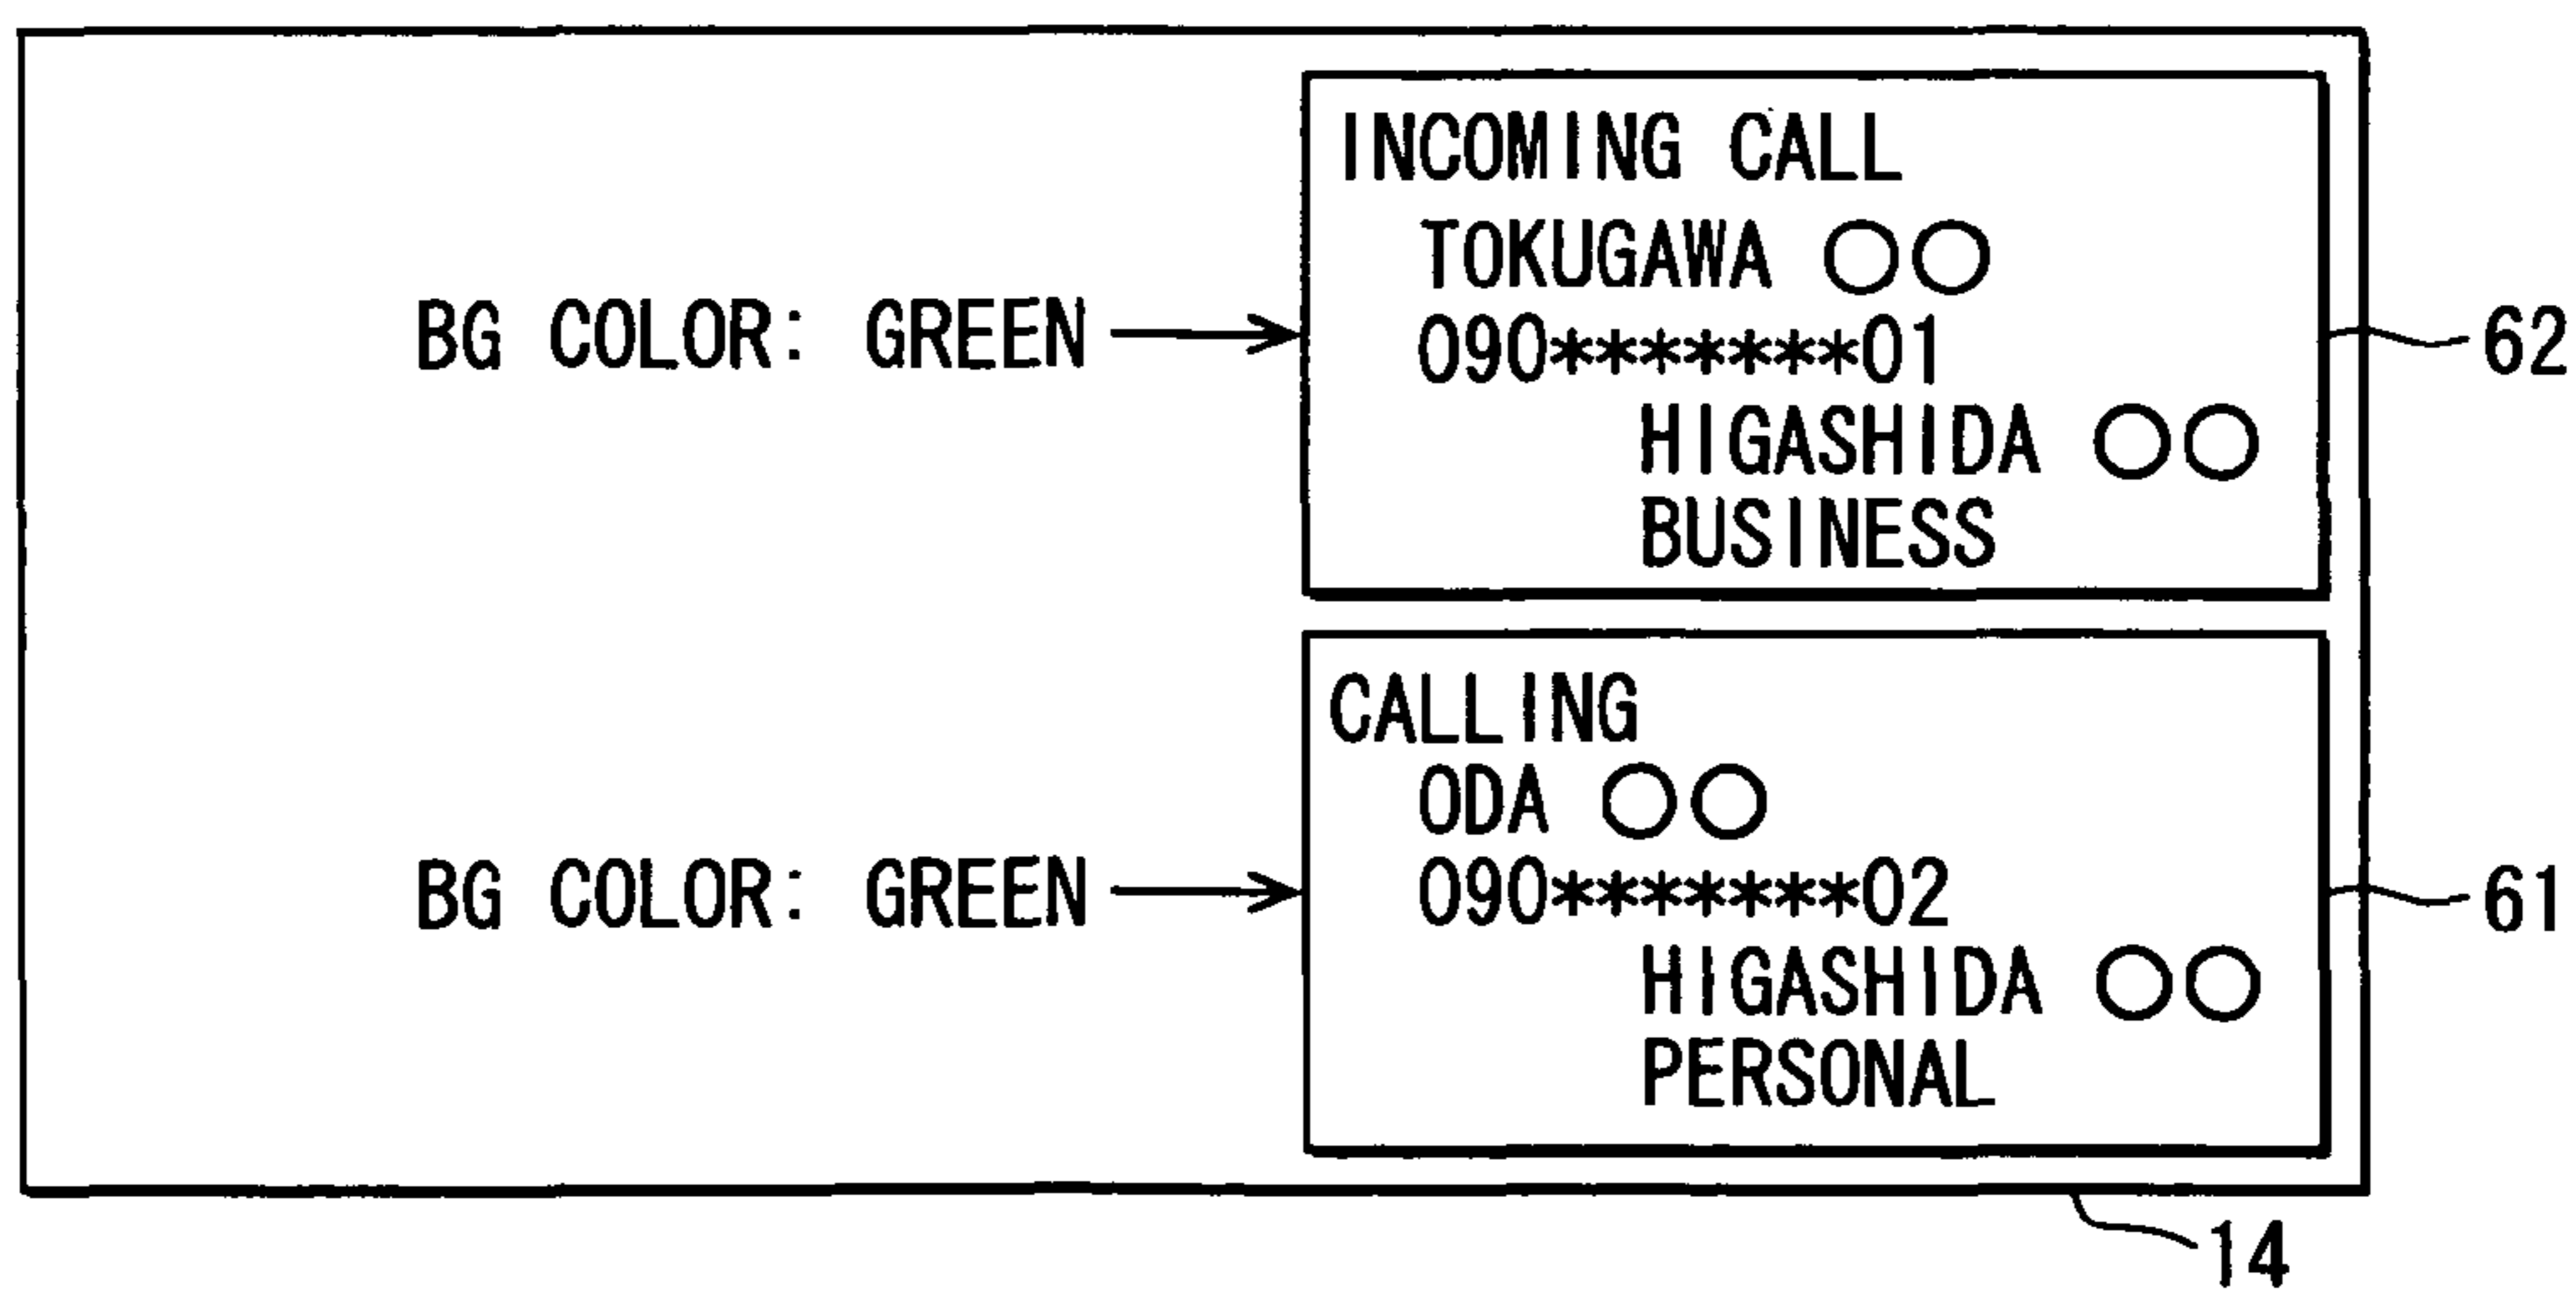 INCOMING CALL
TOKUGAWA ○○
BG COLOR: GREEN
090*******01
62
HIGASHIDA ○○
BUSINESS
CALLING
ODA ○○
BG COLOR: GREEN
090*******02
61
HIGASHIDA ○○
PERSONAL
14